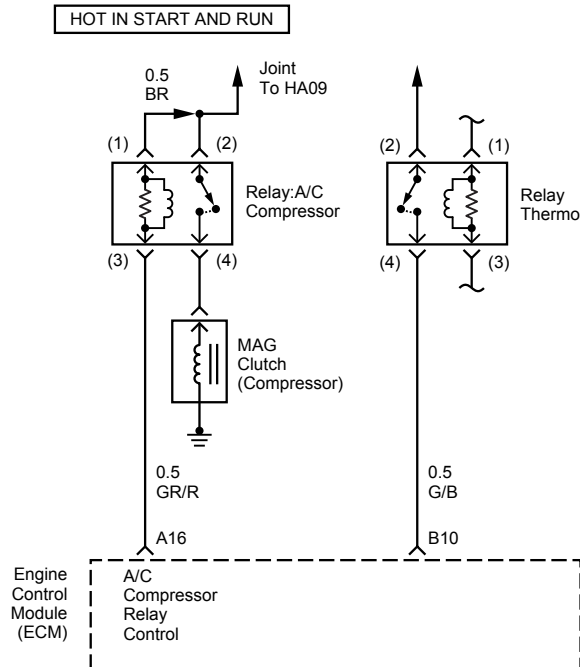 HOT IN START AND RUN
0.5
BR
Joint
To HA09
(1)
(2)
(2)
(1)
Relay:A/C
Compressor
Relay
Thermo
(3)
(4)
(4)
(3)
MAG
Clutch
(Compressor)
0.5
GR/R
0.5
G/B
A16
B10
Engine
Control
Module
(ECM)
A/C
Compressor
Relay
Control